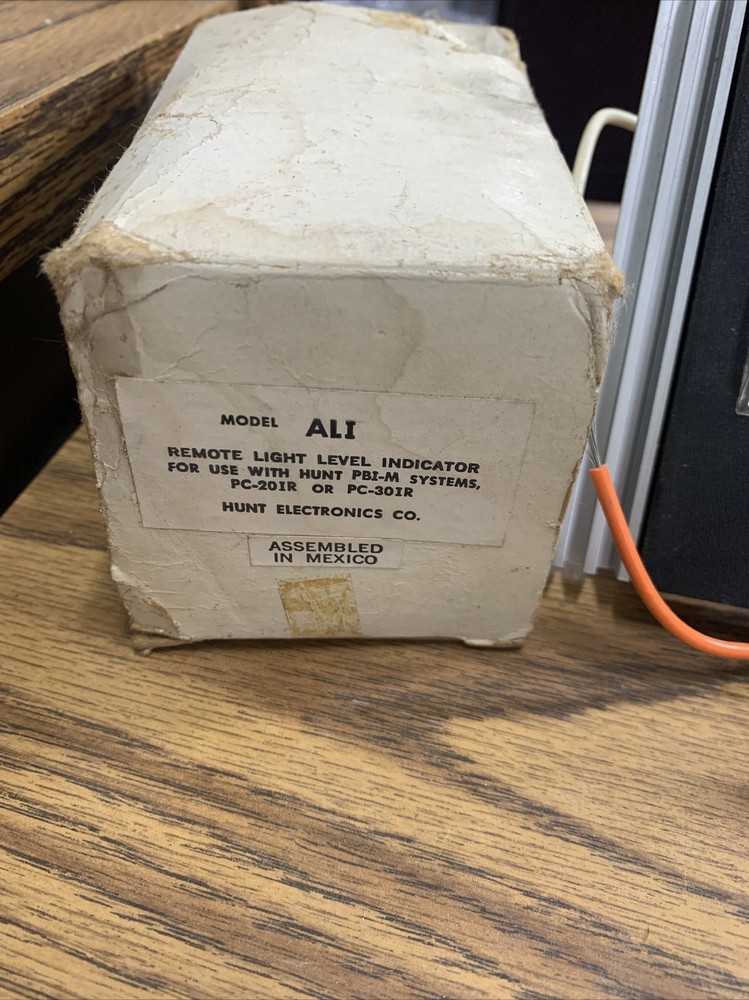 MODEL ALI
REMOTE LIGHT LEVEL INDICATOR
FOR USE WITH HUNT PBI-M SYSTEMS,
PC-20IR OR PC-30IR
HUNT ELECTRONICS CO.
ASSEMBLED
IN MEXICO